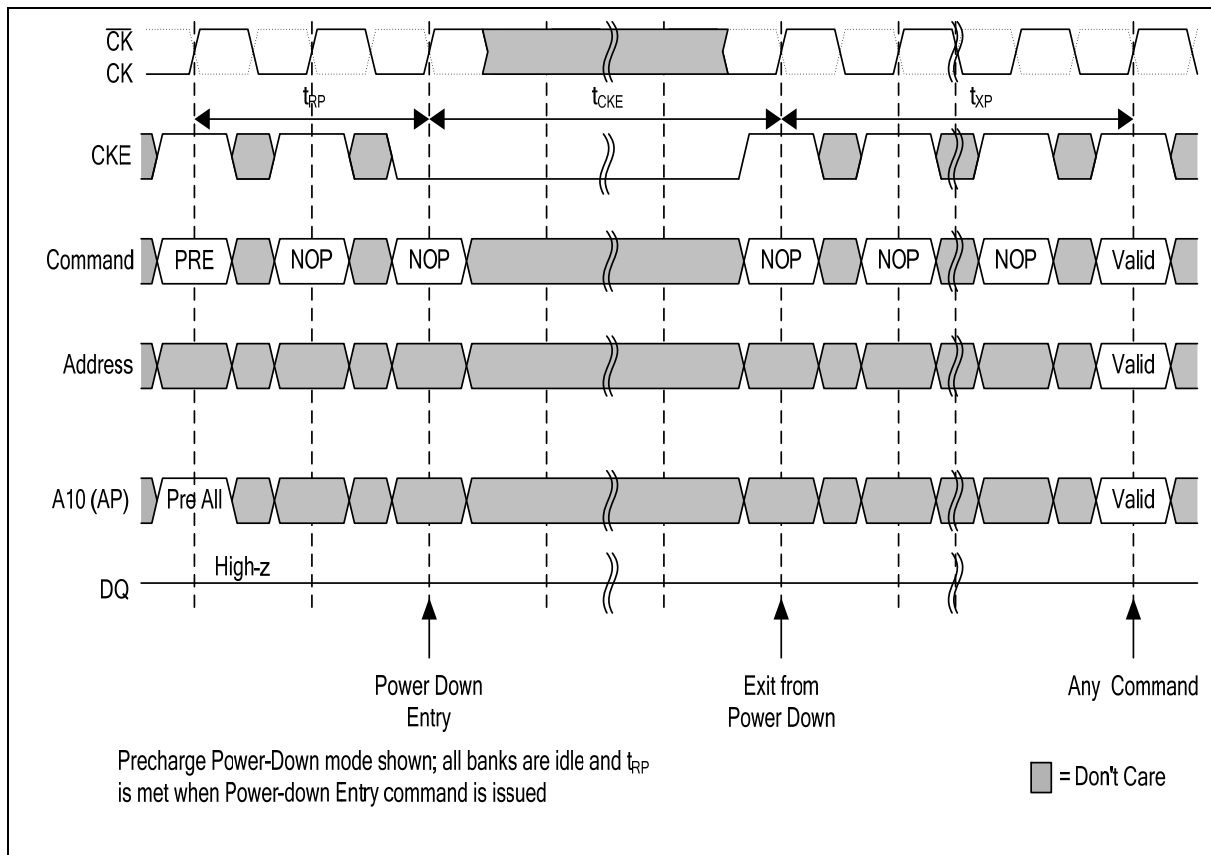 CK
CK
tRP
tCKE
tXP
CKE
Command
PRE
NOP
NOP
NOP
NOP
NOP
Valid
Address
Valid
A10 (AP)
Pre All
Valid
High-z
DQ
Power Down
Entry
Exit from
Power Down
Any Command
Precharge Power-Down mode shown; all banks are idle and tRP
is met when Power-down Entry command is issued
= Don't Care